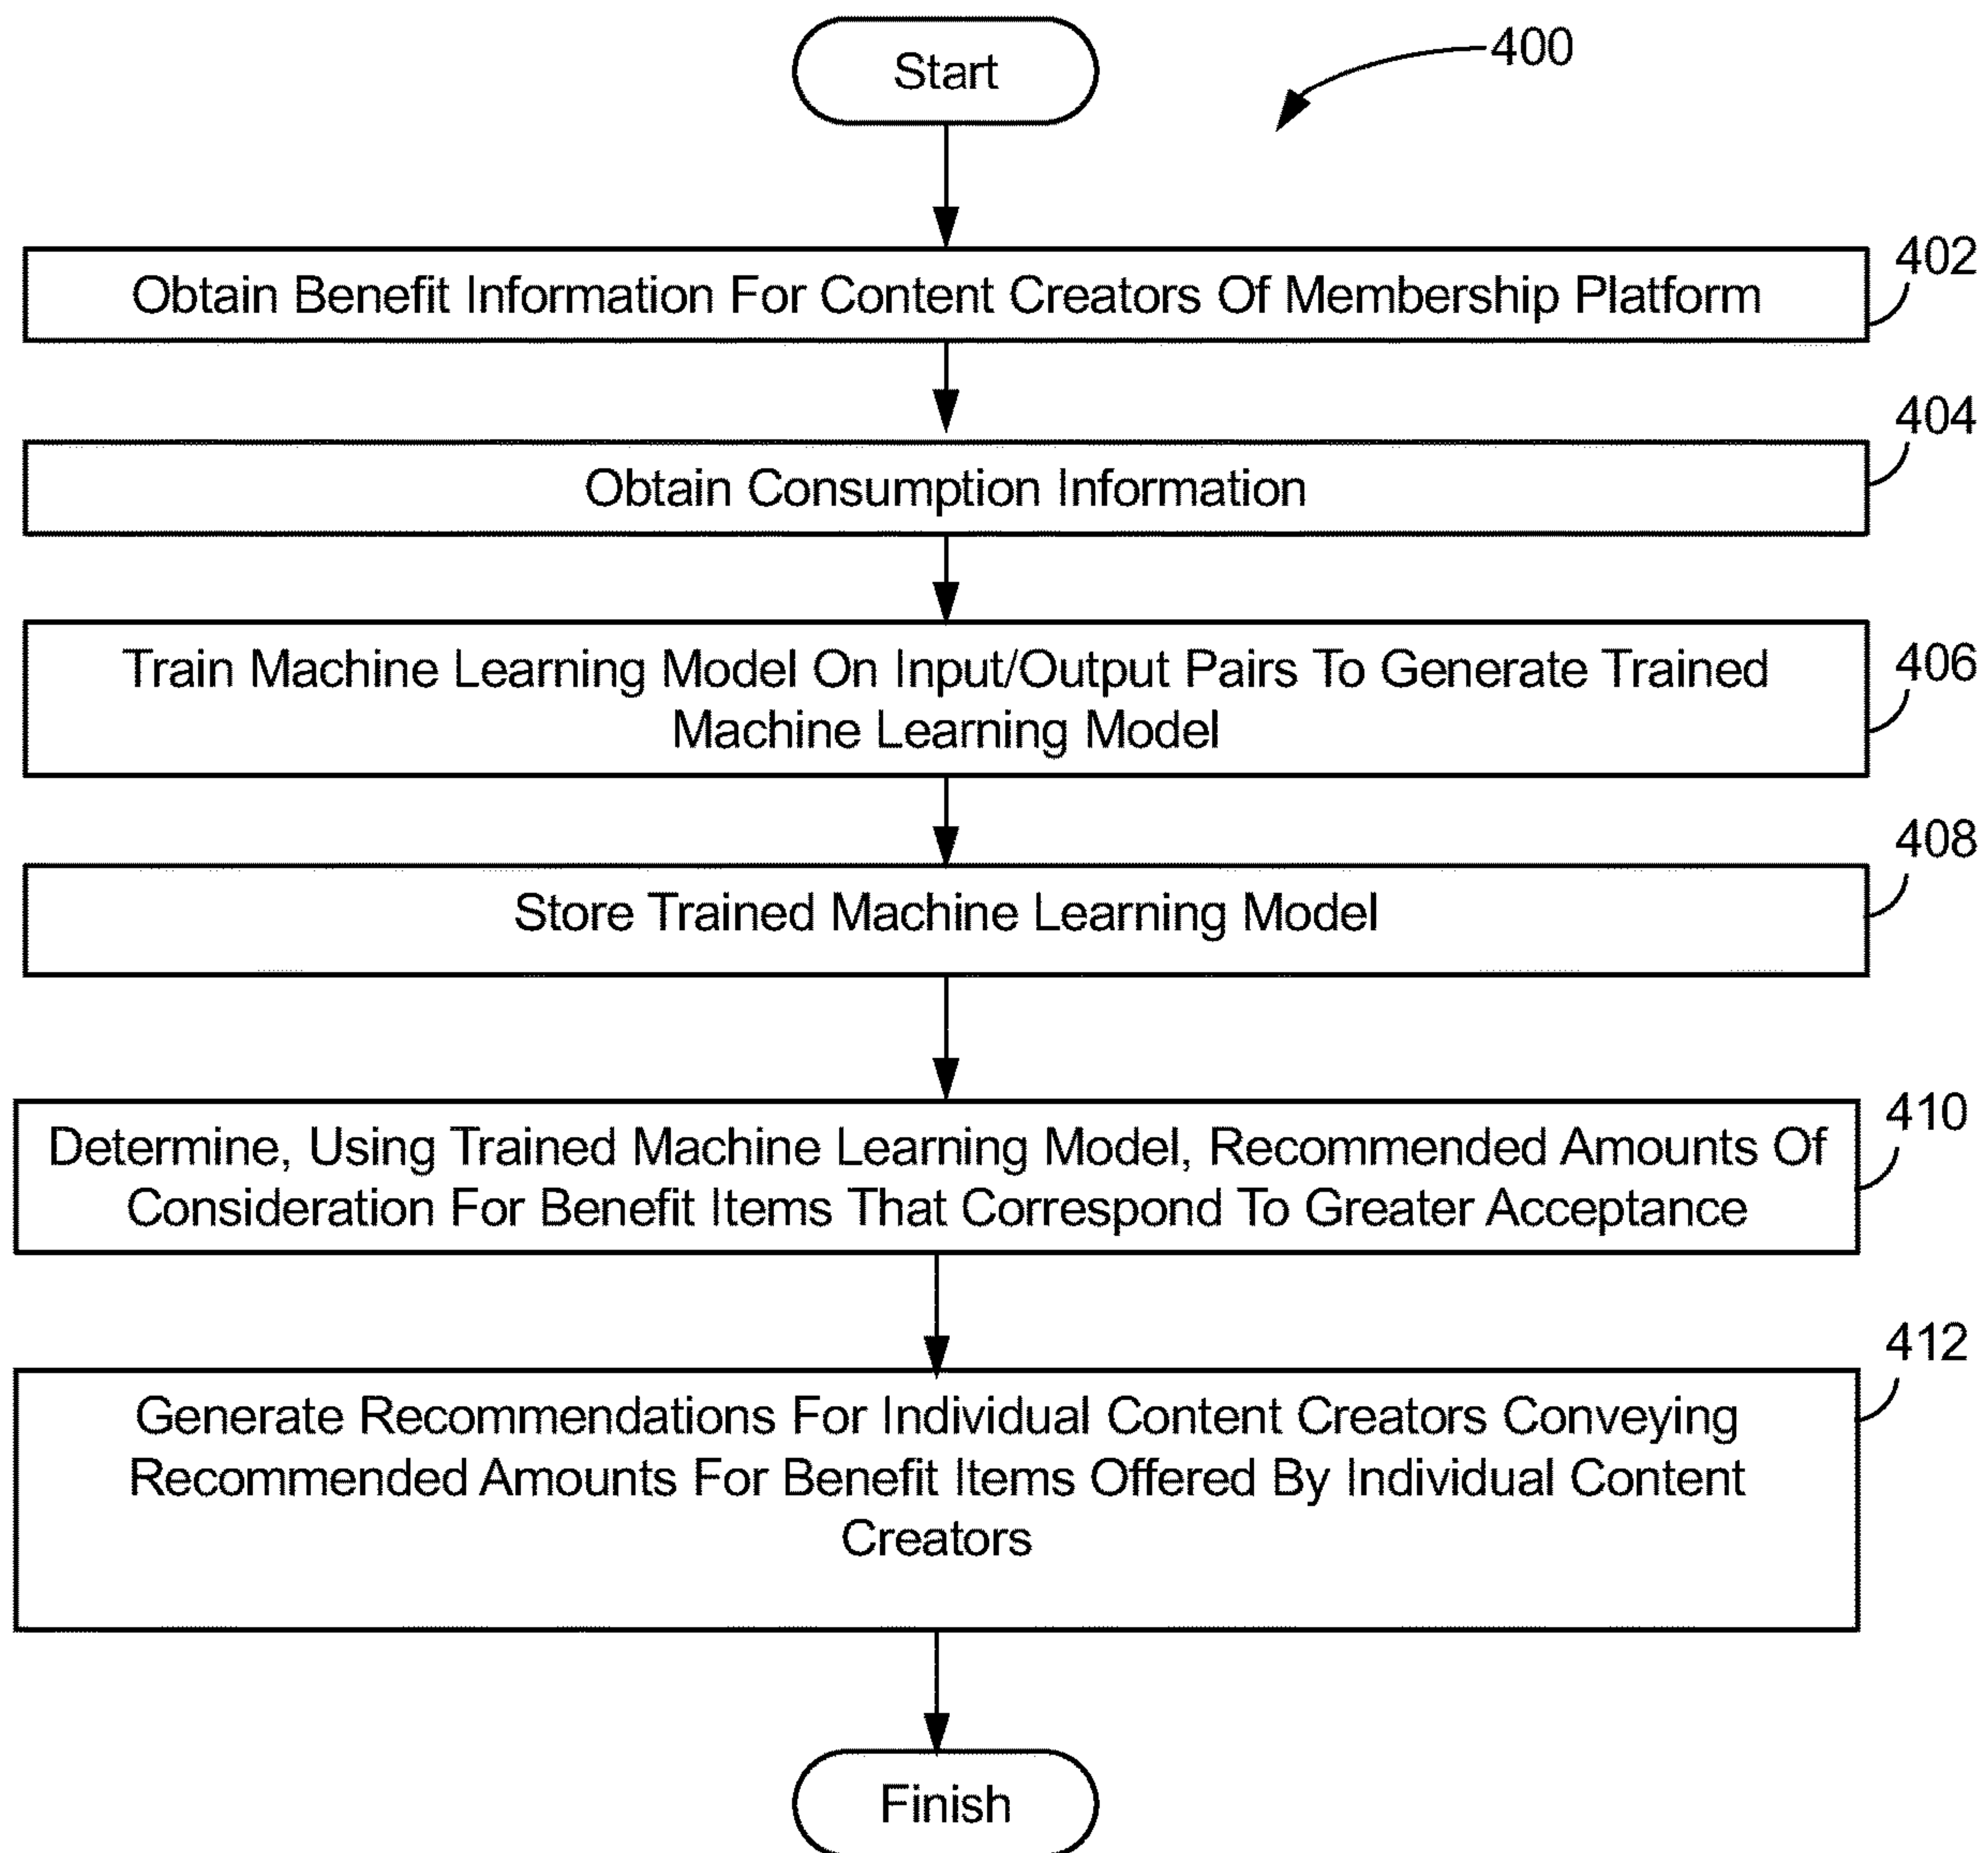 Start
400
Obtain Benefit Information For Content Creators Of Membership Platform
402
Obtain Consumption Information
404
Train Machine Learning Model On Input/Output Pairs To Generate Trained
Machine Learning Model
406
Store Trained Machine Learning Model
408
Determine, Using Trained Machine Learning Model, Recommended Amounts Of
Consideration For Benefit Items That Correspond To Greater Acceptance
410
Generate Recommendations For Individual Content Creators Conveying
Recommended Amounts For Benefit Items Offered By Individual Content
Creators
412
Finish